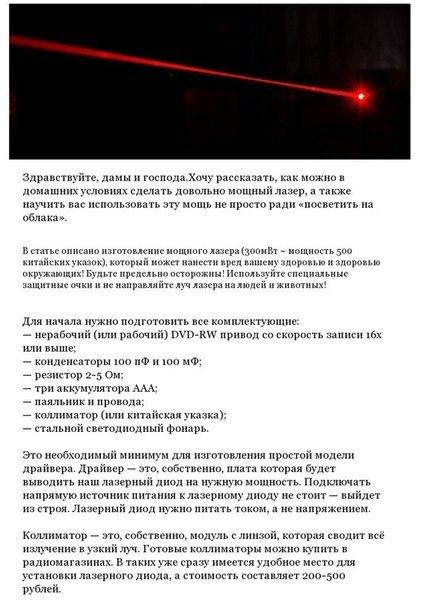 Здравствуйте, дамы и господа.Хочу рассказать, как можно в
домашних условиях сделать довольно мощный лазер, а также
научить вас использовать эту мощь не просто ради «посветить на
облака».
В статье описано изготовление мощного лазера (300мВт ~ мощность 500
китайских указок), который может нанести вред вашему здоровью и здоровью
окружающих! Будьте предельно осторожны! Используйте специальные
защитные очки и не направляйте луч лазера на людей и животных!
Для начала нужно подготовить все комплектующие:
— нерабочий (или рабочий) DVD-RW привод со скорость записи 16х
или выше;
— конденсаторы 100 пФ и 100 мФ;
— резистор 2-5 Ом;
— три аккумулятора ААА;
— паяльник и провода;
— коллиматор (или китайская указка);
— стальной светодиодный фонарь.
Это необходимый минимум для изготовления простой модели
драйвера. Драйвер — это, собственно, плата которая будет
выводить наш лазерный диод на нужную мощность. Подключать
напрямую источник питания к лазерному диоду не стоит — выйдет
из строя. Лазерный диод нужно питать током, а не напряжением.
Коллиматор — это, собственно, модуль с линзой, которая сводит всё
излучение в узкий луч. Готовые коллиматоры можно купить в
радиомагазинах. В таких уже сразу имеется удобное место для
установки лазерного диода, а стоимость составляет 200-500
рублей.